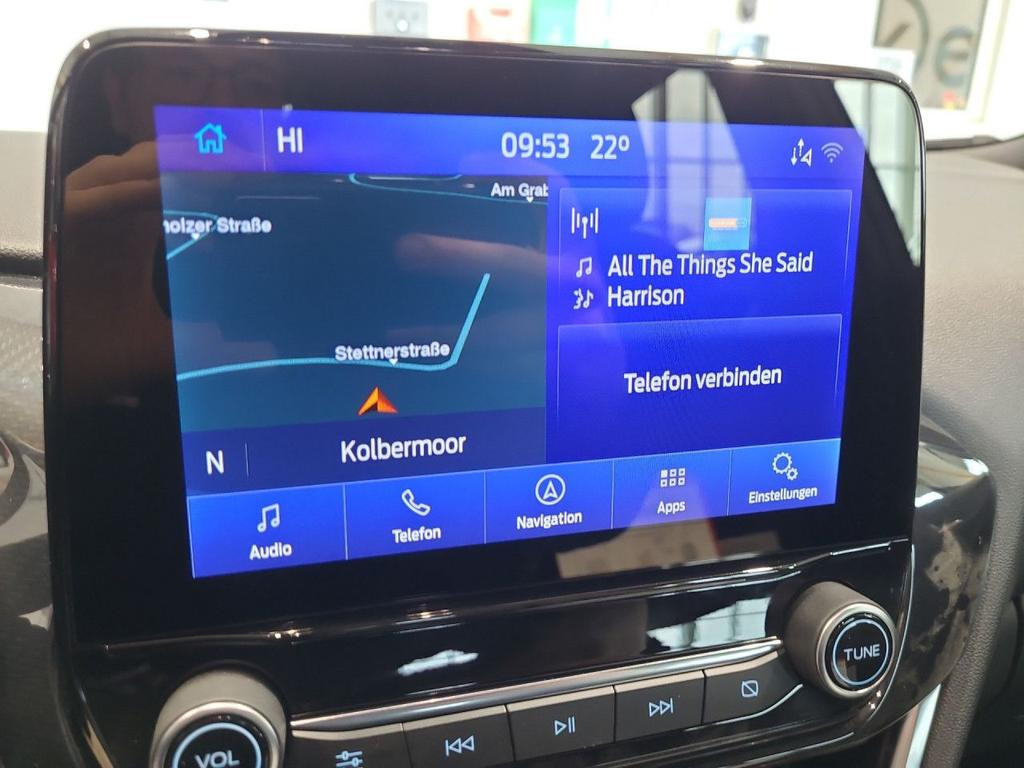 HI
09:53 22°
Am Grab
holzer Straße
All The Things She Said
Harrison
Stettnerstraße
Telefon verbinden
N
Kolbermoor
Audio
Telefon
Navigation
Apps
Einstellungen
TUNE
VOL